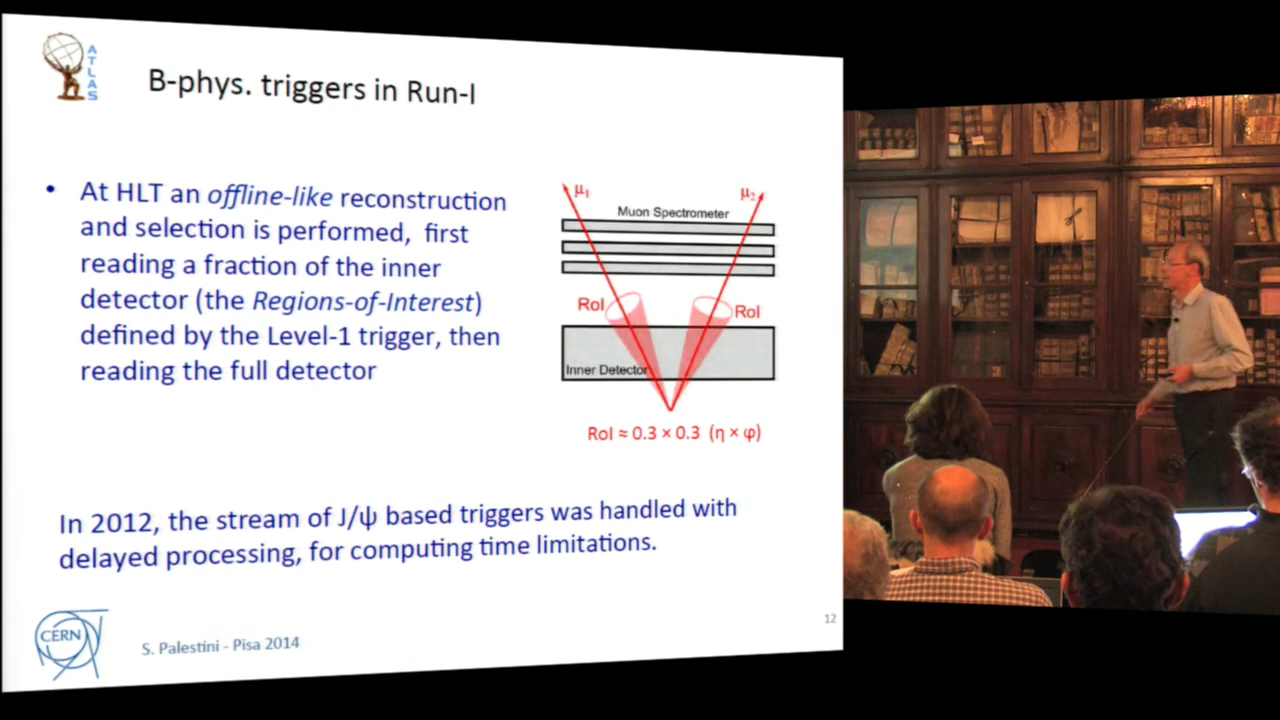 ATLAS
B-phys. triggers in Run-I
• At HLT an offline-like reconstruction
and selection is performed, first
reading a fraction of the inner
detector (the Regions-of-Interest)
defined by the Level-1 trigger, then
reading the full detector
μ1
μ2
Muon Spectrometer
RoI
RoI
Inner Detector
RoI ≈ 0.3 × 0.3 (η × φ)
In 2012, the stream of J/ψ based triggers was handled with
delayed processing, for computing time limitations.
CERN
S. Palestini - Pisa 2014
12